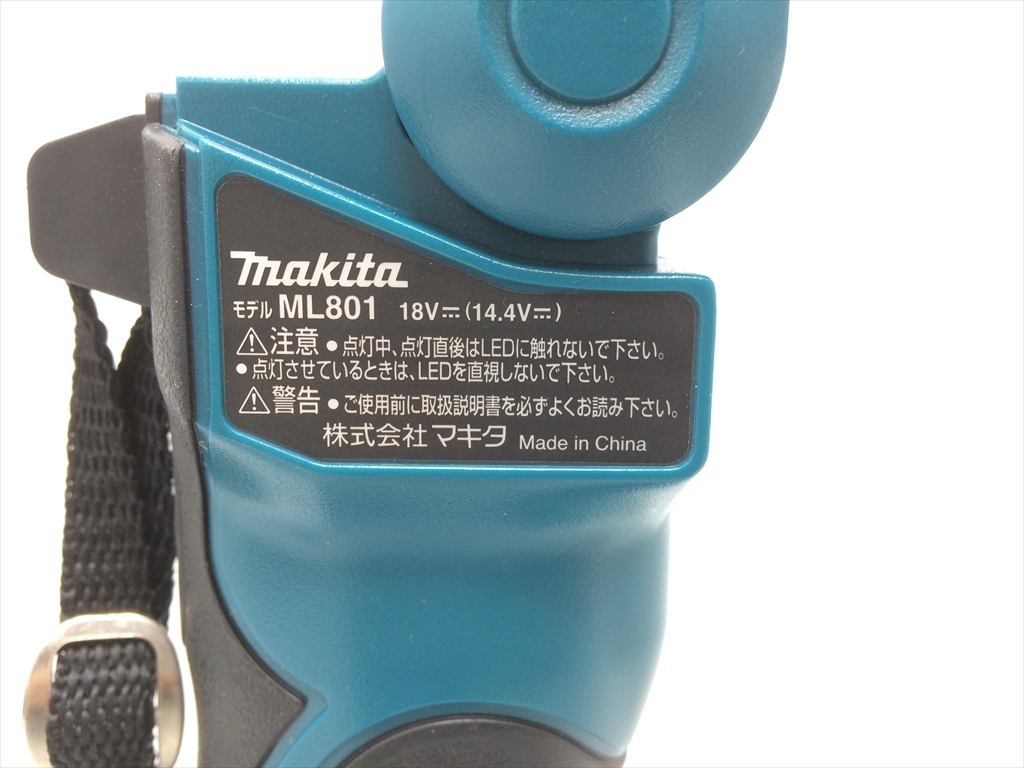 makita
モデル ML801 18V⎓(14.4V⎓)
⚠注意 ●点灯中、点灯直後はLEDに触れないで下さい。
●点灯させているときは、LEDを直視しないで下さい。
⚠警告 ●ご使用前に取扱説明書を必ずよくお読み下さい。
株式会社マキタ Made in China